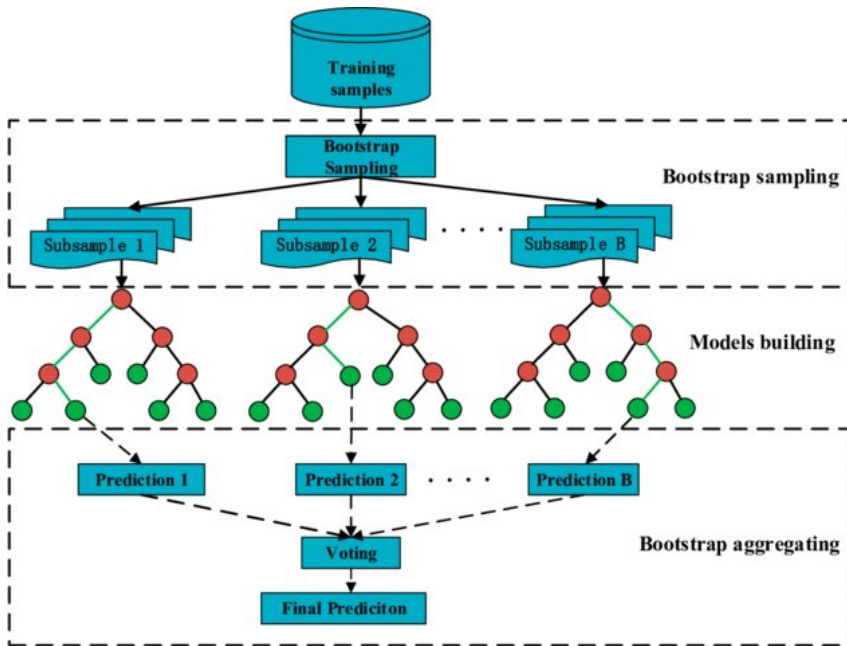 Training
samples
Bootstrap
Sampling
Bootstrap sampling
Subsample 1
Subsample 2
. . . .
Subsample B
Models building
Prediction 1
Prediction 2
. . . .
Prediction B
Voting
Bootstrap aggregating
Final Prediciton